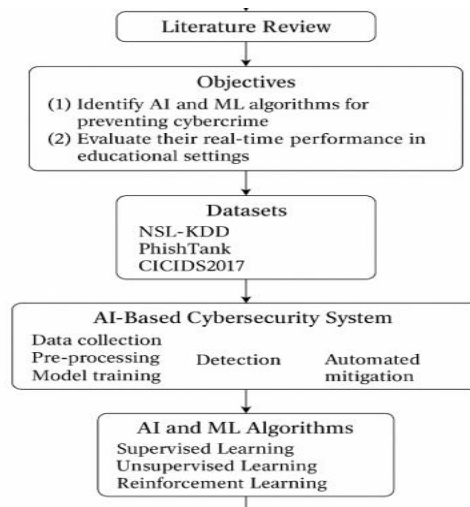 Literature Review
Objectives
(1) Identify AI and ML algorithms for
preventing cybercrime
(2) Evaluate their real-time performance in
educational settings
Datasets
NSL-KDD
PhishTank
CICIDS2017
AI-Based Cybersecurity System
Data collection
Pre-processing
Model training
Detection
Automated
mitigation
AI and ML Algorithms
Supervised Learning
Unsupervised Learning
Reinforcement Learning